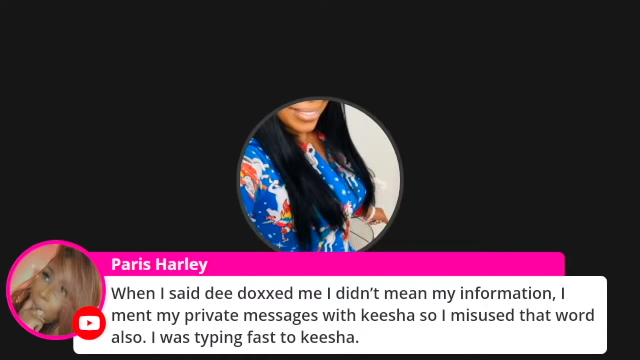 Paris Harley
When I said dee doxxed me I didn’t mean my information, I
ment my private messages with keesha so I misused that word
also. I was typing fast to keesha.